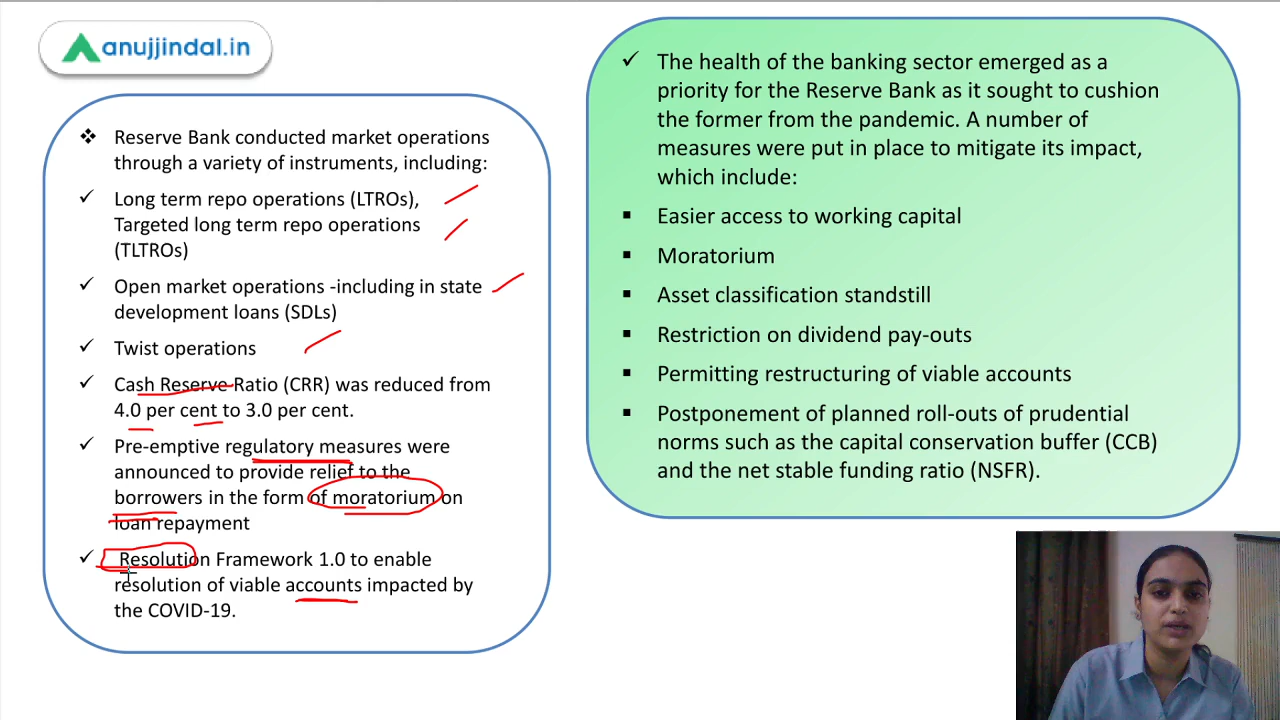 anujjindal.in
Reserve Bank conducted market operations
through a variety of instruments, including:
Long term repo operations (LTROs),
Targeted long term repo operations
(TLTROs)
Open market operations -including in state
development loans (SDLs)
Twist operations
Cash Reserve Ratio (CRR) was reduced from
4.0 per cent to 3.0 per cent.
Pre-emptive regulatory measures were
announced to provide relief to the
borrowers in the form of moratorium on
loan repayment
Resolution Framework 1.0 to enable
resolution of viable accounts impacted by
the COVID-19.
The health of the banking sector emerged as a
priority for the Reserve Bank as it sought to cushion
the former from the pandemic. A number of
measures were put in place to mitigate its impact,
which include:
Easier access to working capital
Moratorium
Asset classification standstill
Restriction on dividend pay-outs
Permitting restructuring of viable accounts
Postponement of planned roll-outs of prudential
norms such as the capital conservation buffer (CCB)
and the net stable funding ratio (NSFR).